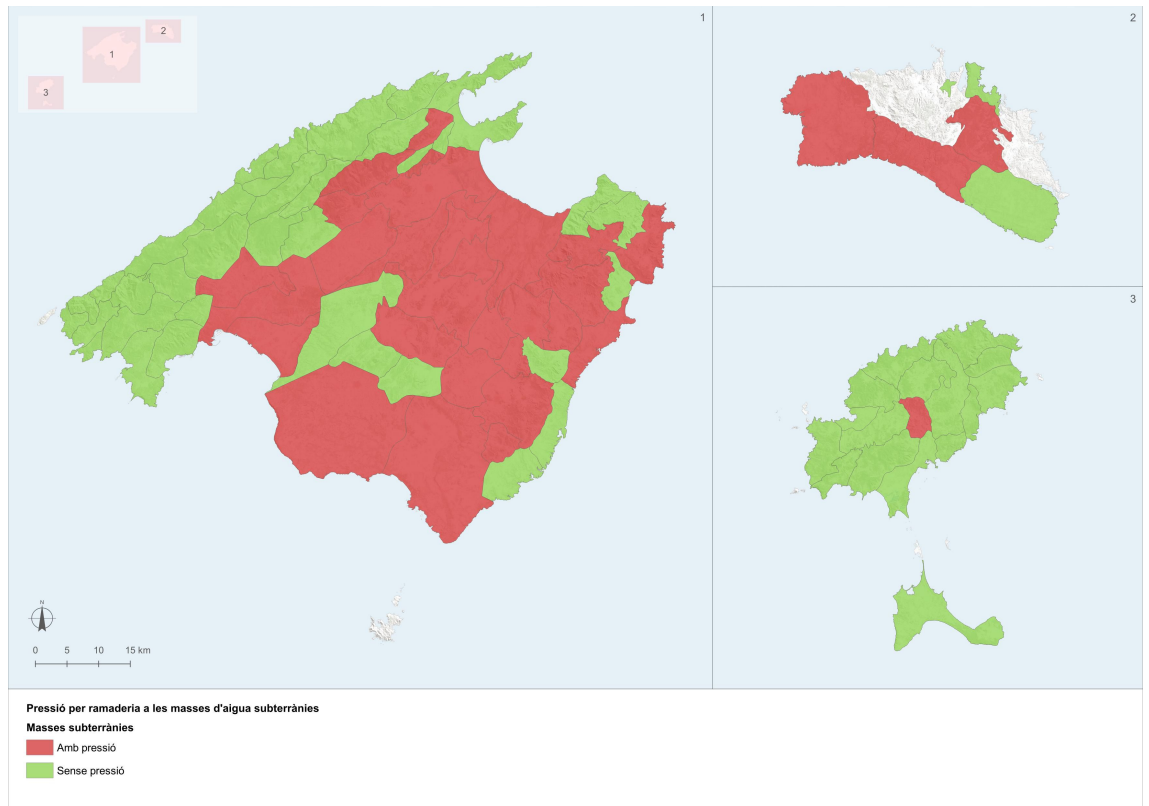 1
2
1
2
3
3
N
0 5 10 15 km
Pressió per ramaderia a les masses d'aigua subterrànies
Masses subterrànies
Amb pressió
Sense pressió